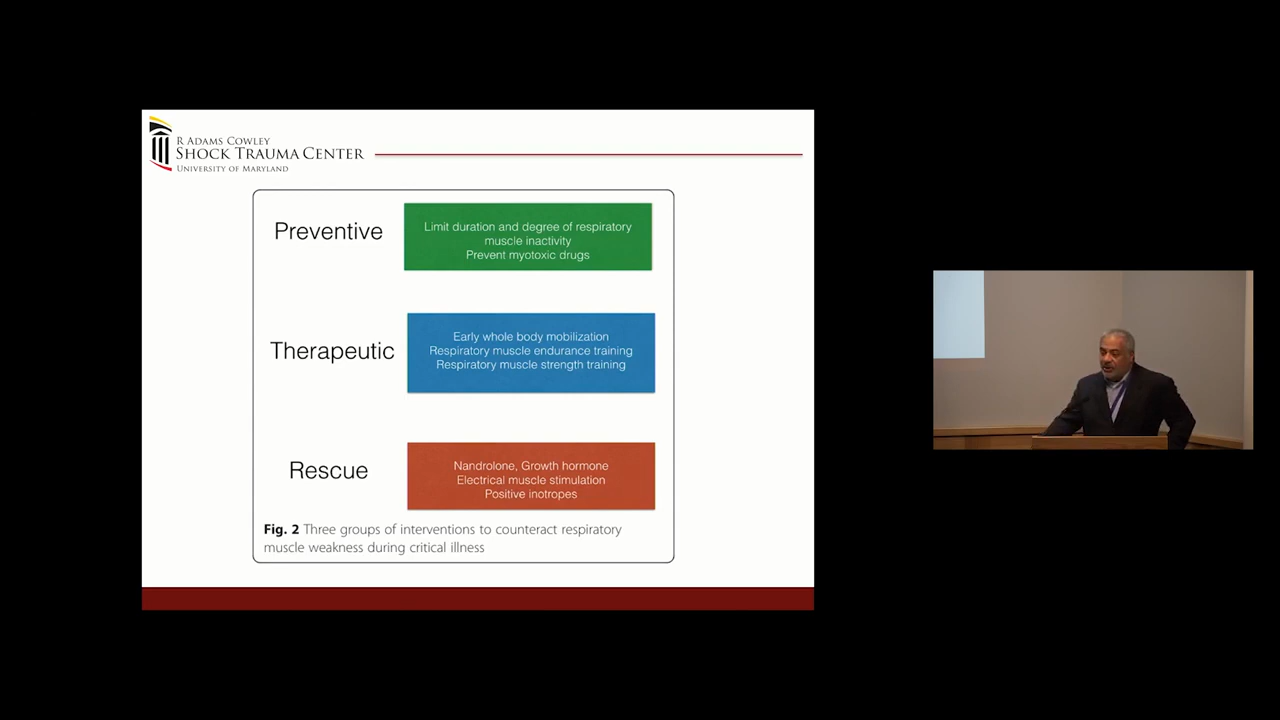 R ADAMS COWLEY
SHOCK TRAUMA CENTER
UNIVERSITY OF MARYLAND
Preventive
Limit duration and degree of respiratory
muscle inactivity
Prevent myotoxic drugs
Therapeutic
Early whole body mobilization
Respiratory muscle endurance training
Respiratory muscle strength training
Rescue
Nandrolone, Growth hormone
Electrical muscle stimulation
Positive inotropes
Fig. 2 Three groups of interventions to counteract respiratory
muscle weakness during critical illness